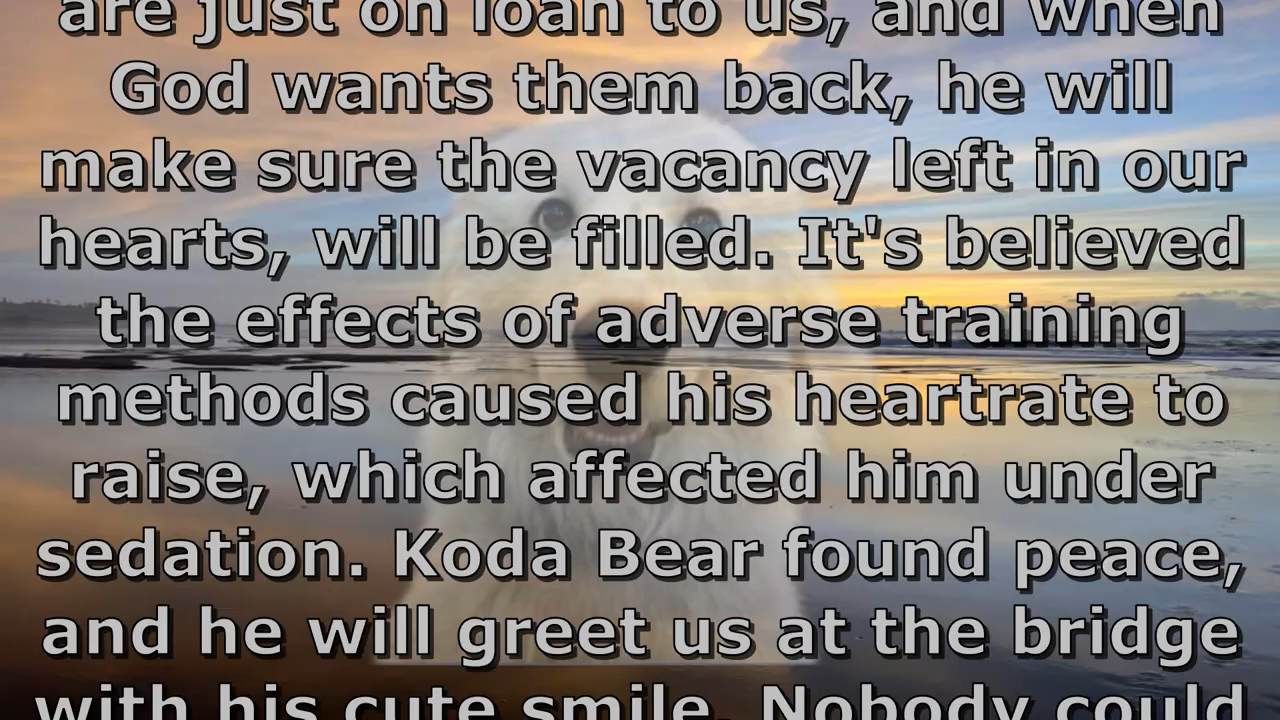 are just on loan to us, and when
God wants them back, he will
make sure the vacancy left in our
hearts, will be filled. It's believed
the effects of adverse training
methods caused his heartrate to
raise, which affected him under
sedation. Koda Bear found peace,
and he will greet us at the bridge
with his cute smile. Nobody could